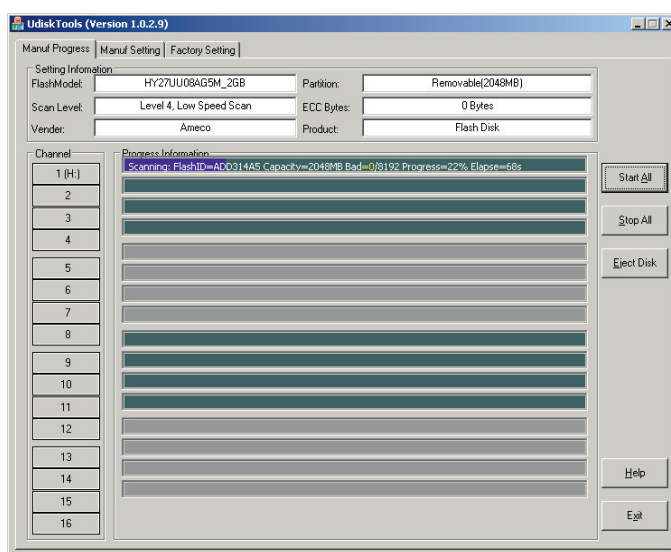 UdiskTools (Version 1.0.2.9)
Manuf Progress Manuf Setting Factory Setting
Setting Infomation
FlashModel: HY27UU08AG5M_2GB Partition: Removable(2048MB)
Scan Level: Level 4, Low Speed Scan ECC Bytes: 0 Bytes
Vender: Ameco Product: Flash Disk
Channel Progress Information
1 (H:) Scanning: FlashID=ADD314A5 Capacity=2048MB Bad=0/8192 Progress=22% Elapse=68s Start All
2
3 Stop All
4
5 Eject Disk
6
7
8
9
10
11
12
13
14 Help
15
16 Exit